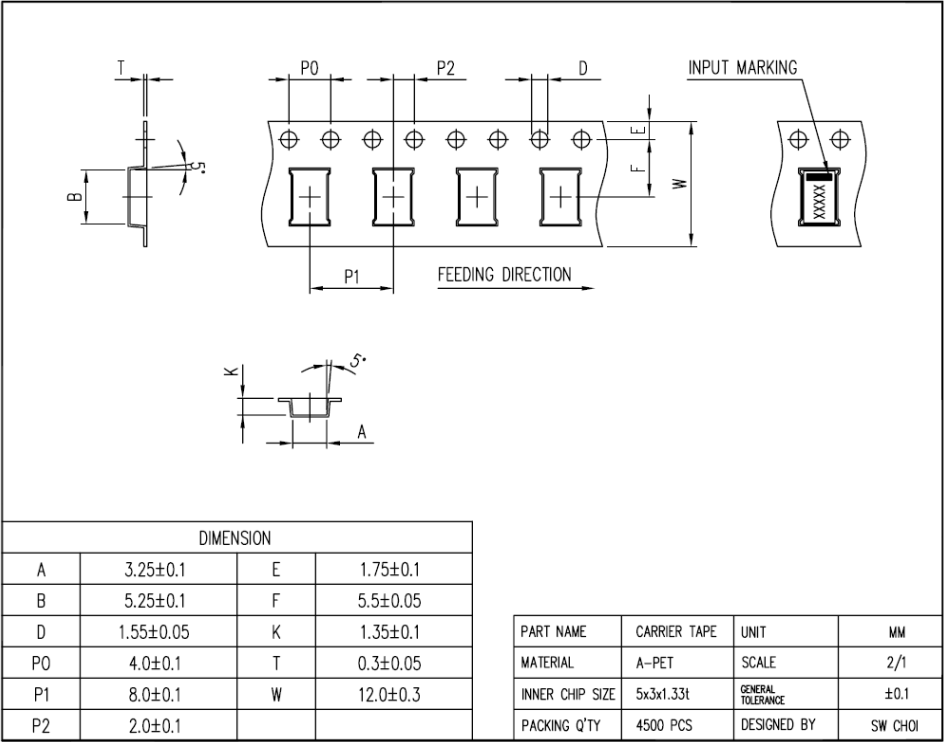 T P0 P2 D INPUT MARKING
E
5°
F
B W
XXXXX
P1 FEEDING DIRECTION
5°
K
A
DIMENSION
A 3.25±0.1 E 1.75±0.1
B 5.25±0.1 F 5.5±0.05
D 1.55±0.05 K 1.35±0.1
P0 4.0±0.1 T 0.3±0.05
P1 8.0±0.1 W 12.0±0.3
P2 2.0±0.1
PART NAME CARRIER TAPE UNIT MM
MATERIAL A-PET SCALE 2/1
INNER CHIP SIZE 5x3x1.33t GENERAL TOLERANCE ±0.1
PACKING Q'TY 4500 PCS DESIGNED BY SW CHOI